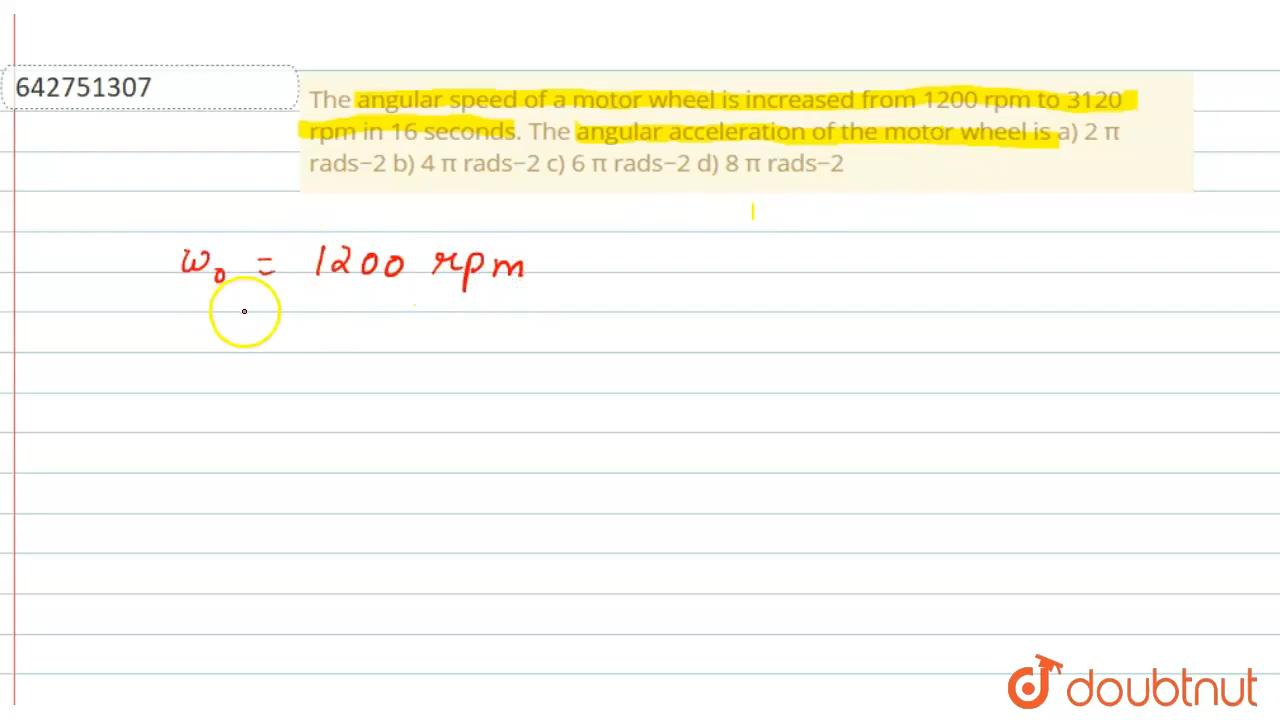 642751307
The angular speed of a motor wheel is increased from 1200 rpm to 3120
rpm in 16 seconds. The angular acceleration of the motor wheel is a) 2 π
rads−2 b) 4 π rads−2 c) 6 π rads−2 d) 8 π rads−2
ω₀ = 1200 rpm
doubtnut